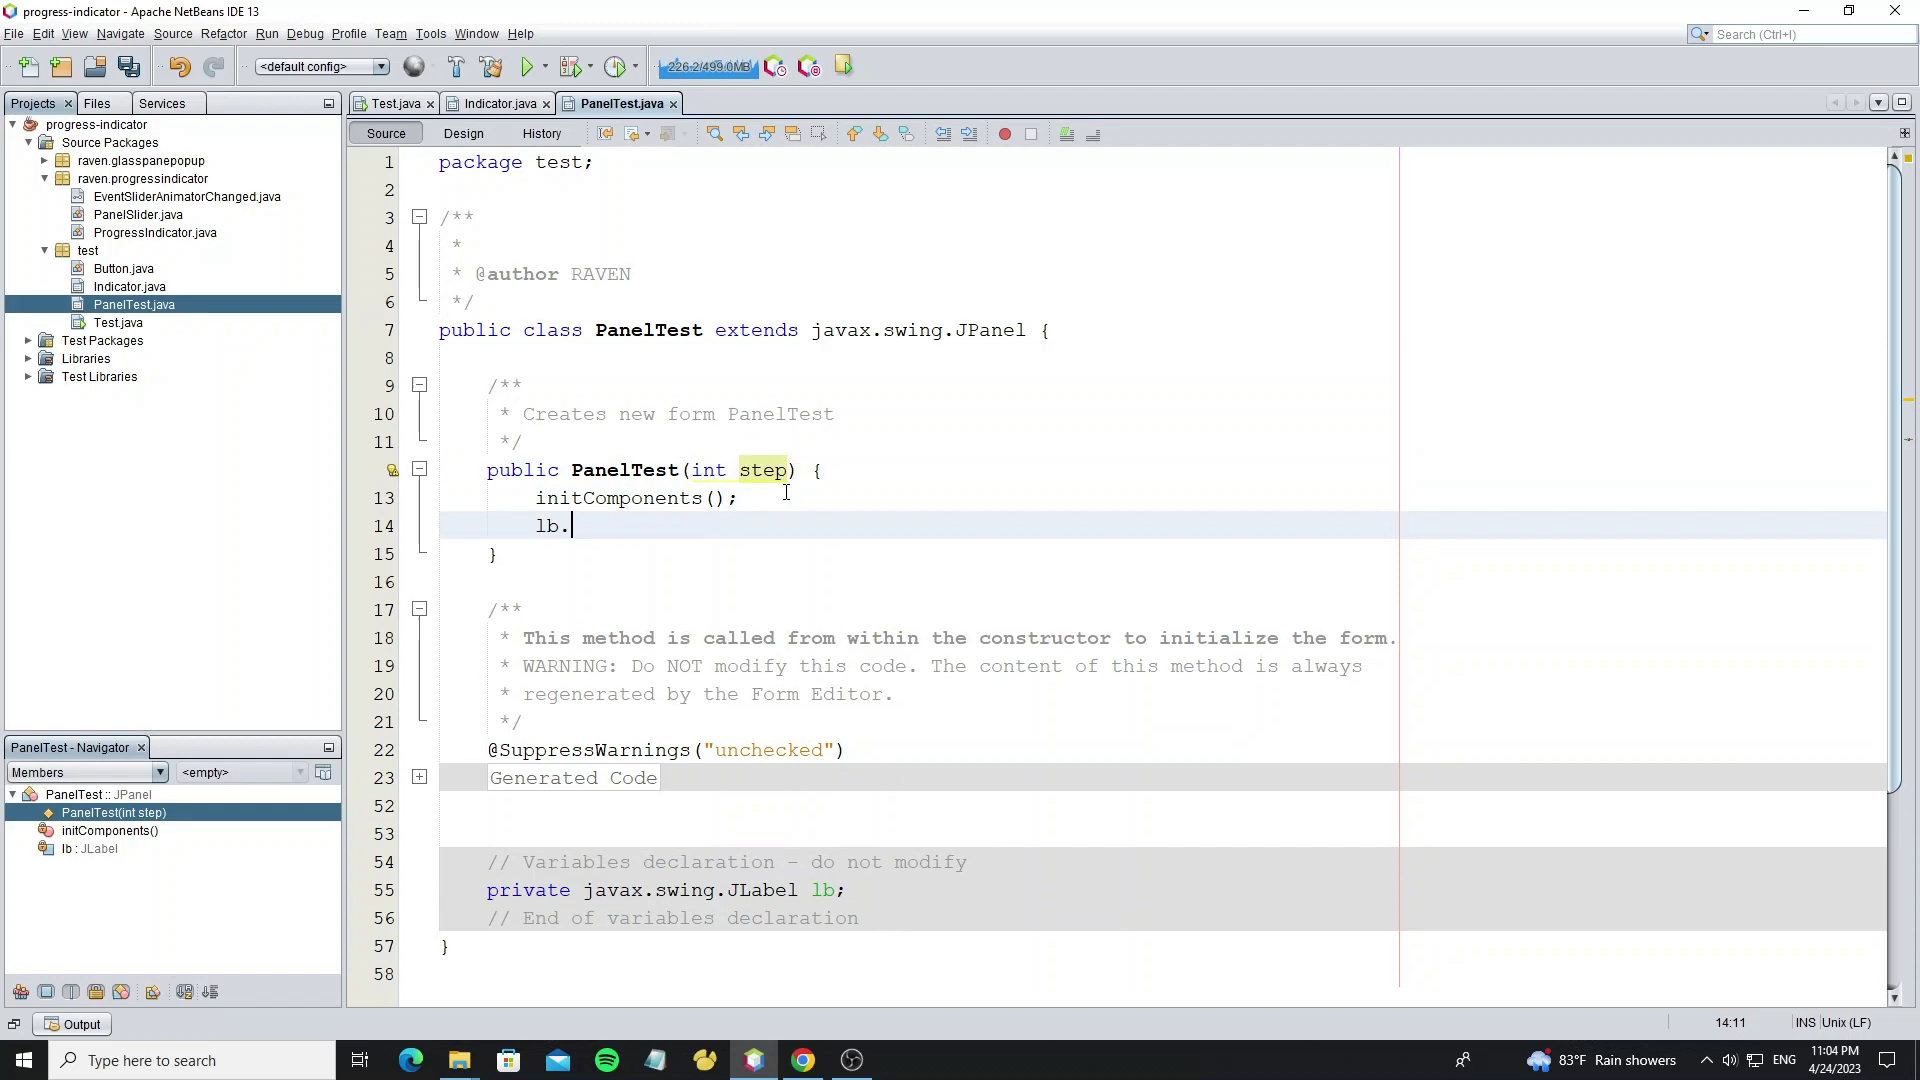 progress-indicator - Apache NetBeans IDE 13
File Edit View Navigate Source Refactor Run Debug Profile Team Tools Window Help
Search (Ctrl+I)
<default config>
226.2/499.0MB
Projects Files Services
Test.java Indicator.java PanelTest.java
Source Design History
progress-indicator
Source Packages
raven.glasspanepopup
raven.progressindicator
EventSliderAnimatorChanged.java
PanelSlider.java
ProgressIndicator.java
test
Button.java
Indicator.java
PanelTest.java
Test.java
Test Packages
Libraries
Test Libraries
1 package test;
2
3 /**
4 *
5 * @author RAVEN
6 */
7 public class PanelTest extends javax.swing.JPanel {
8
9 /**
10 * Creates new form PanelTest
11 */
public PanelTest(int step) {
13 initComponents();
14 lb.
15 }
16
17 /**
18 * This method is called from within the constructor to initialize the form.
19 * WARNING: Do NOT modify this code. The content of this method is always
20 * regenerated by the Form Editor.
21 */
22 @SuppressWarnings("unchecked")
23 Generated Code
52
53
54 // Variables declaration - do not modify
55 private javax.swing.JLabel lb;
56 // End of variables declaration
57 }
58
PanelTest - Navigator
Members <empty>
PanelTest :: JPanel
PanelTest(int step)
initComponents()
lb : JLabel
Output
14:11 INS Unix (LF)
Type here to search
83°F Rain showers
ENG
11:04 PM
4/24/2023